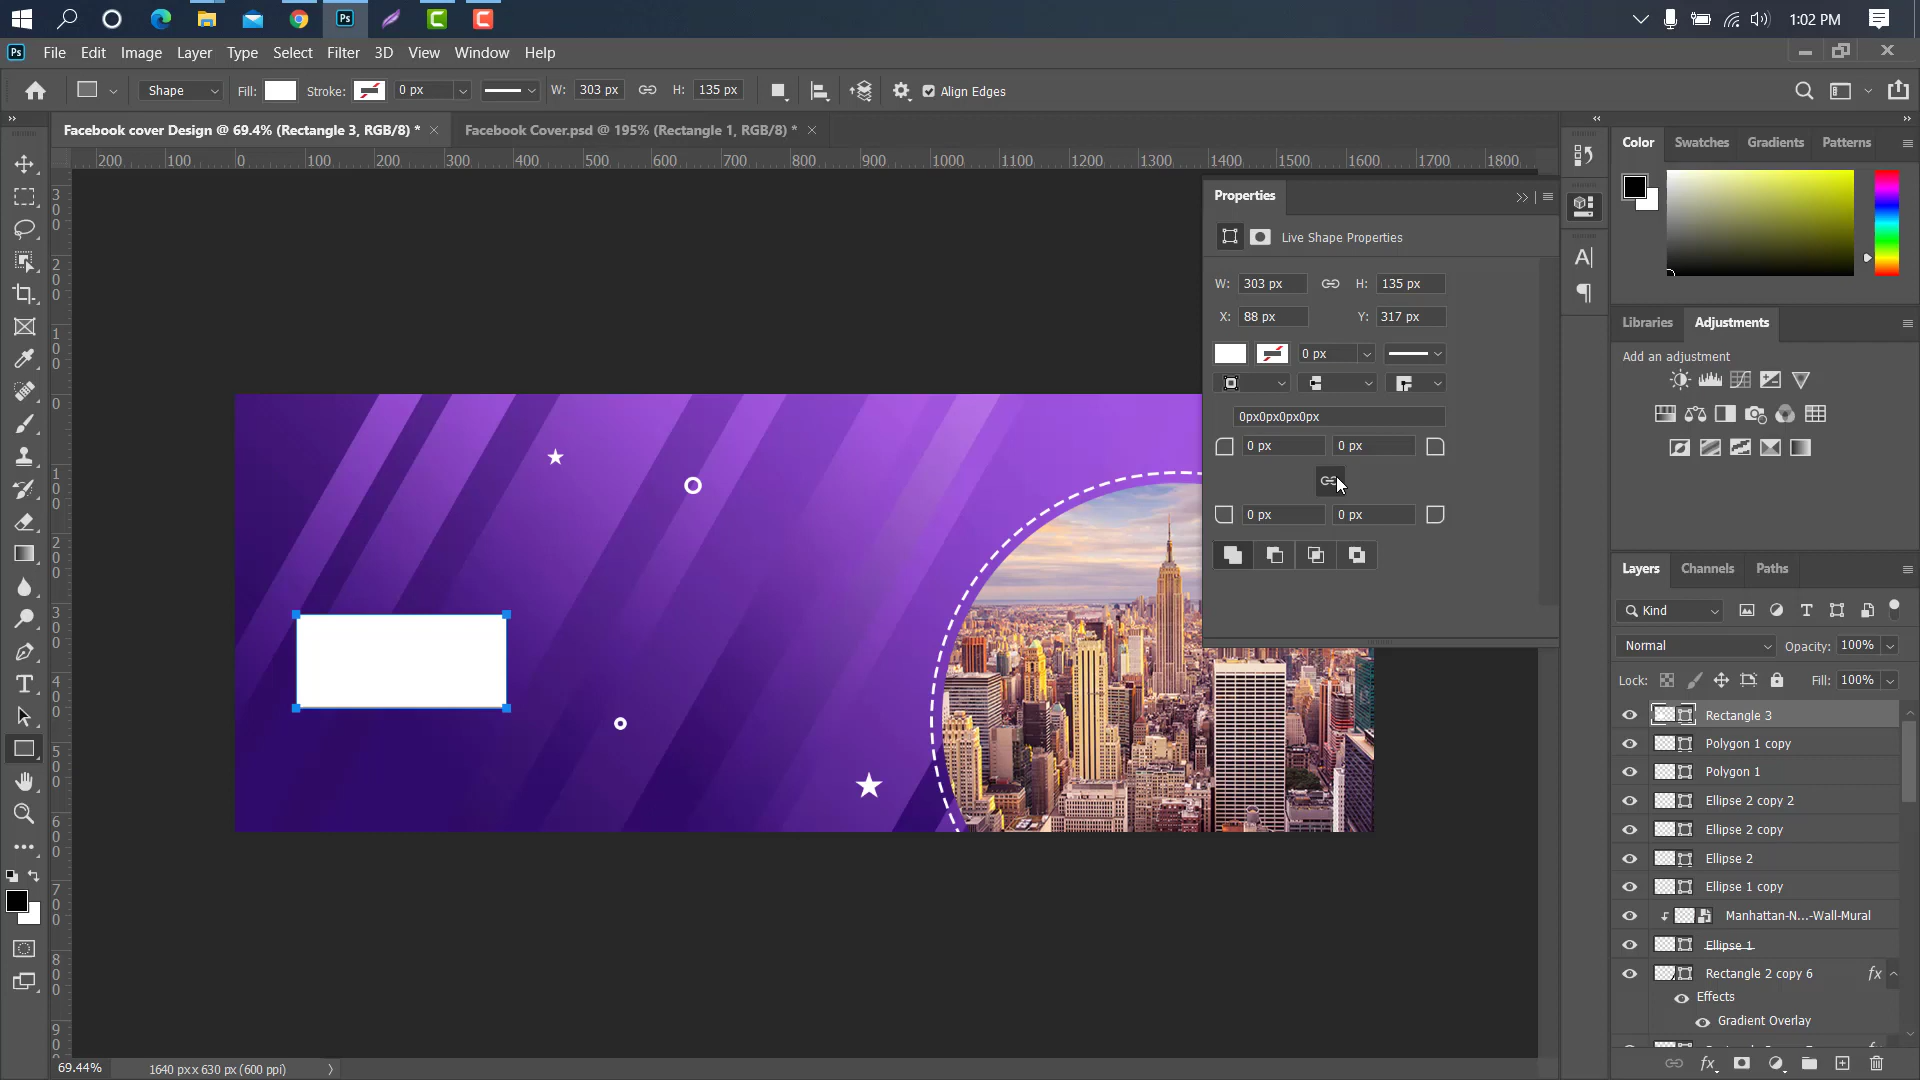 1:02 PM
Ps File Edit Image Layer Type Select Filter 3D View Window Help
Shape Fill: Stroke: 0 px W: 303 px H: 135 px Align Edges
Facebook cover Design @ 69.4% (Rectangle 3, RGB/8) * Facebook Cover.psd @ 195% (Rectangle 1, RGB/8) *
200 100 0 100 200 300 400 500 600 700 800 900 1000 1100 1200 1300 1400 1500 1600 1700 1800
Color Swatches Gradients Patterns
Properties
Live Shape Properties
W: 303 px H: 135 px
X: 88 px Y: 317 px
0 px
0px0px0px0px
0 px 0 px
0 px 0 px
Libraries Adjustments
Add an adjustment
Layers Channels Paths
Kind
Normal Opacity: 100%
Lock: Fill: 100%
Rectangle 3
Polygon 1 copy
Polygon 1
Ellipse 2 copy 2
Ellipse 2 copy
Ellipse 2
Ellipse 1 copy
Manhattan-N...-Wall-Mural
Ellipse 1
Rectangle 2 copy 6 fx
Effects
Gradient Overlay
69.44% 1640 px x 630 px (600 ppi)